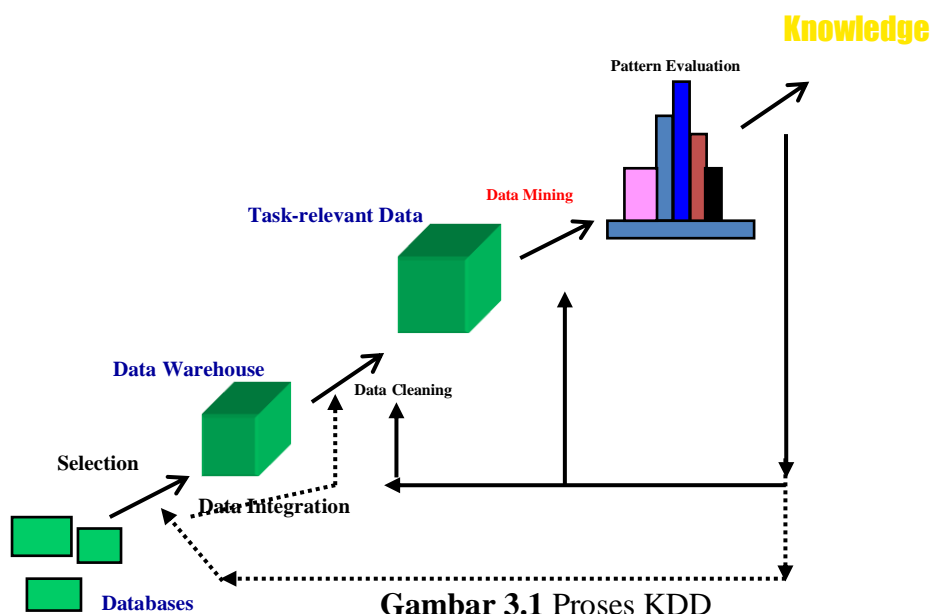 Knowledge
Pattern Evaluation
Data Mining
Task-relevant Data
Data Warehouse
Data Cleaning
Selection
Data Integration
Databases
Gambar 3.1 Proses KDD